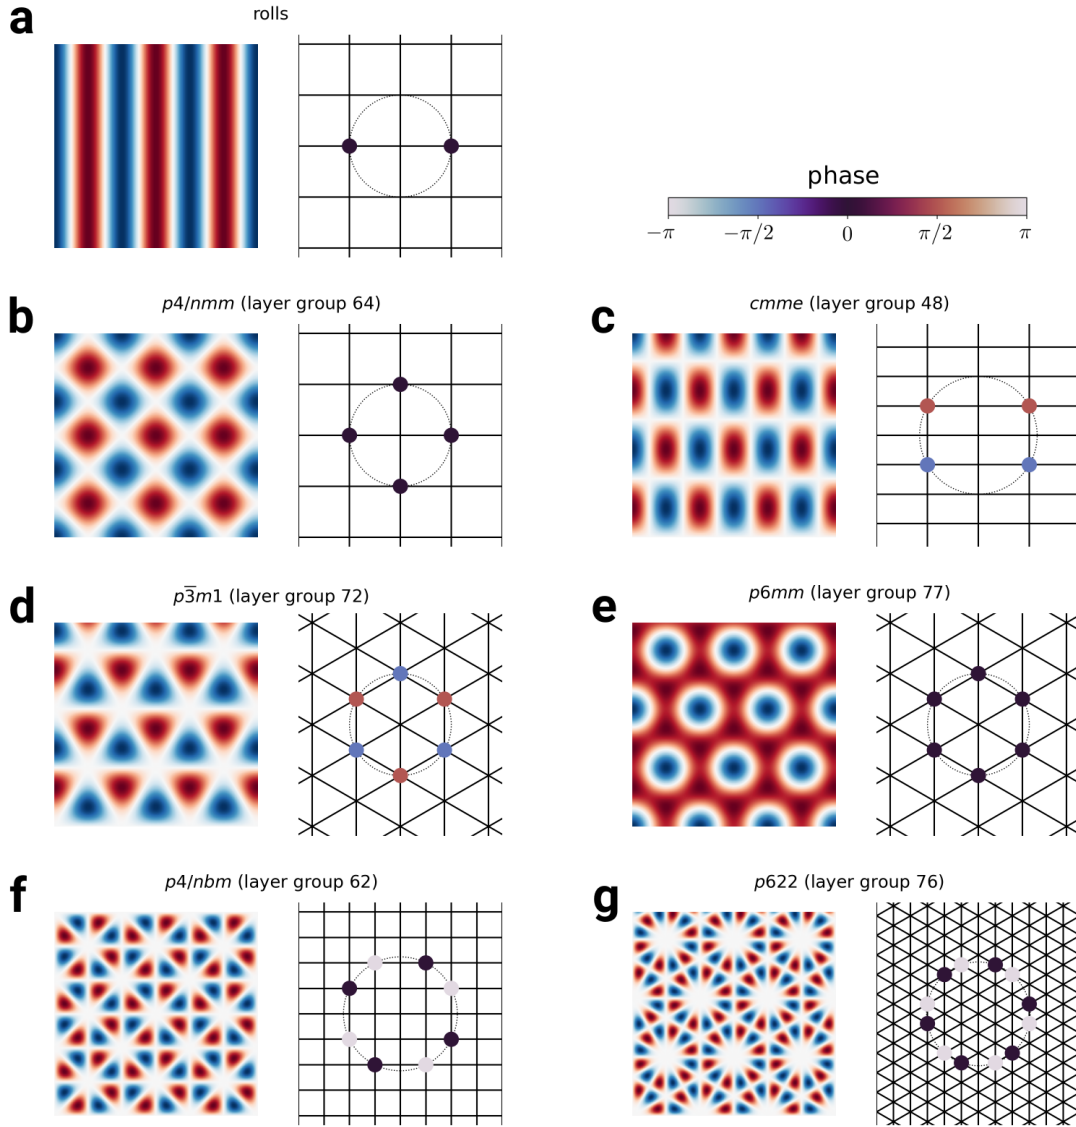 a
rolls
phase
−π −π/2 0 π/2 π
b
p4/nmm (layer group 64)
c
cmme (layer group 48)
d
p3̅m1 (layer group 72)
e
p6mm (layer group 77)
f
p4/nbm (layer group 62)
g
p622 (layer group 76)